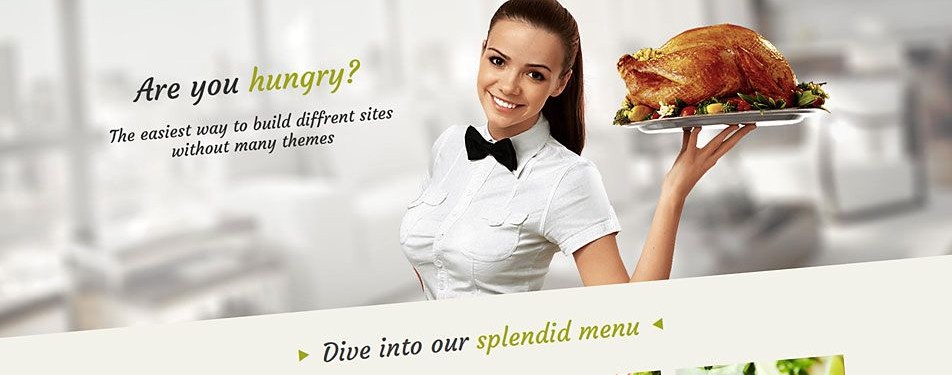 Are you hungry?
The easiest way to build diffrent sites
without many themes
Dive into our splendid menu